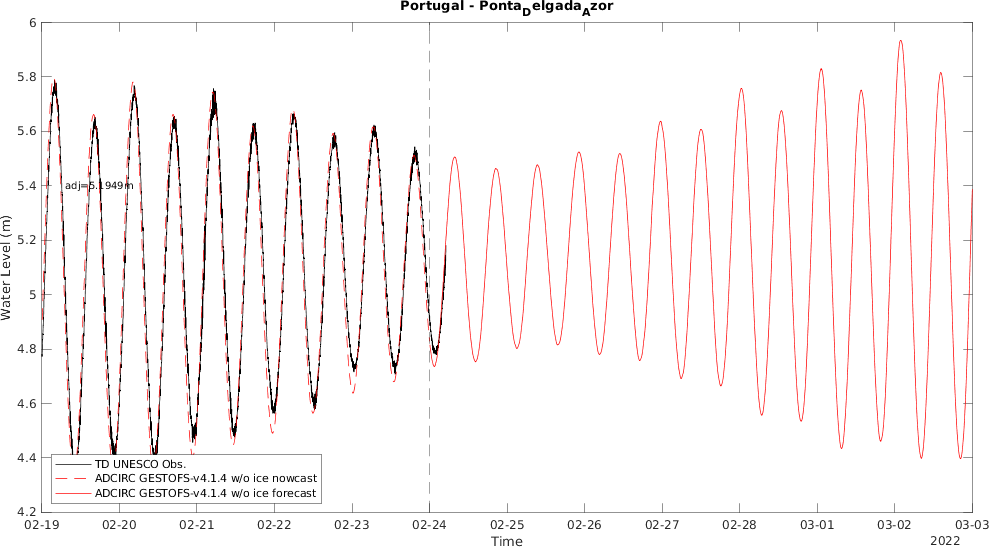 Portugal - PontaDelgadaAzor
6
5.8
5.6
5.4
5.2
5
4.8
4.6
4.4
4.2
Water Level (m)
adj=5.1949m
TD UNESCO Obs.
ADCIRC GESTOFS-v4.1.4 w/o ice nowcast
ADCIRC GESTOFS-v4.1.4 w/o ice forecast
02-19 02-20 02-21 02-22 02-23 02-24 02-25 02-26 02-27 02-28 03-01 03-02 03-03
Time
2022